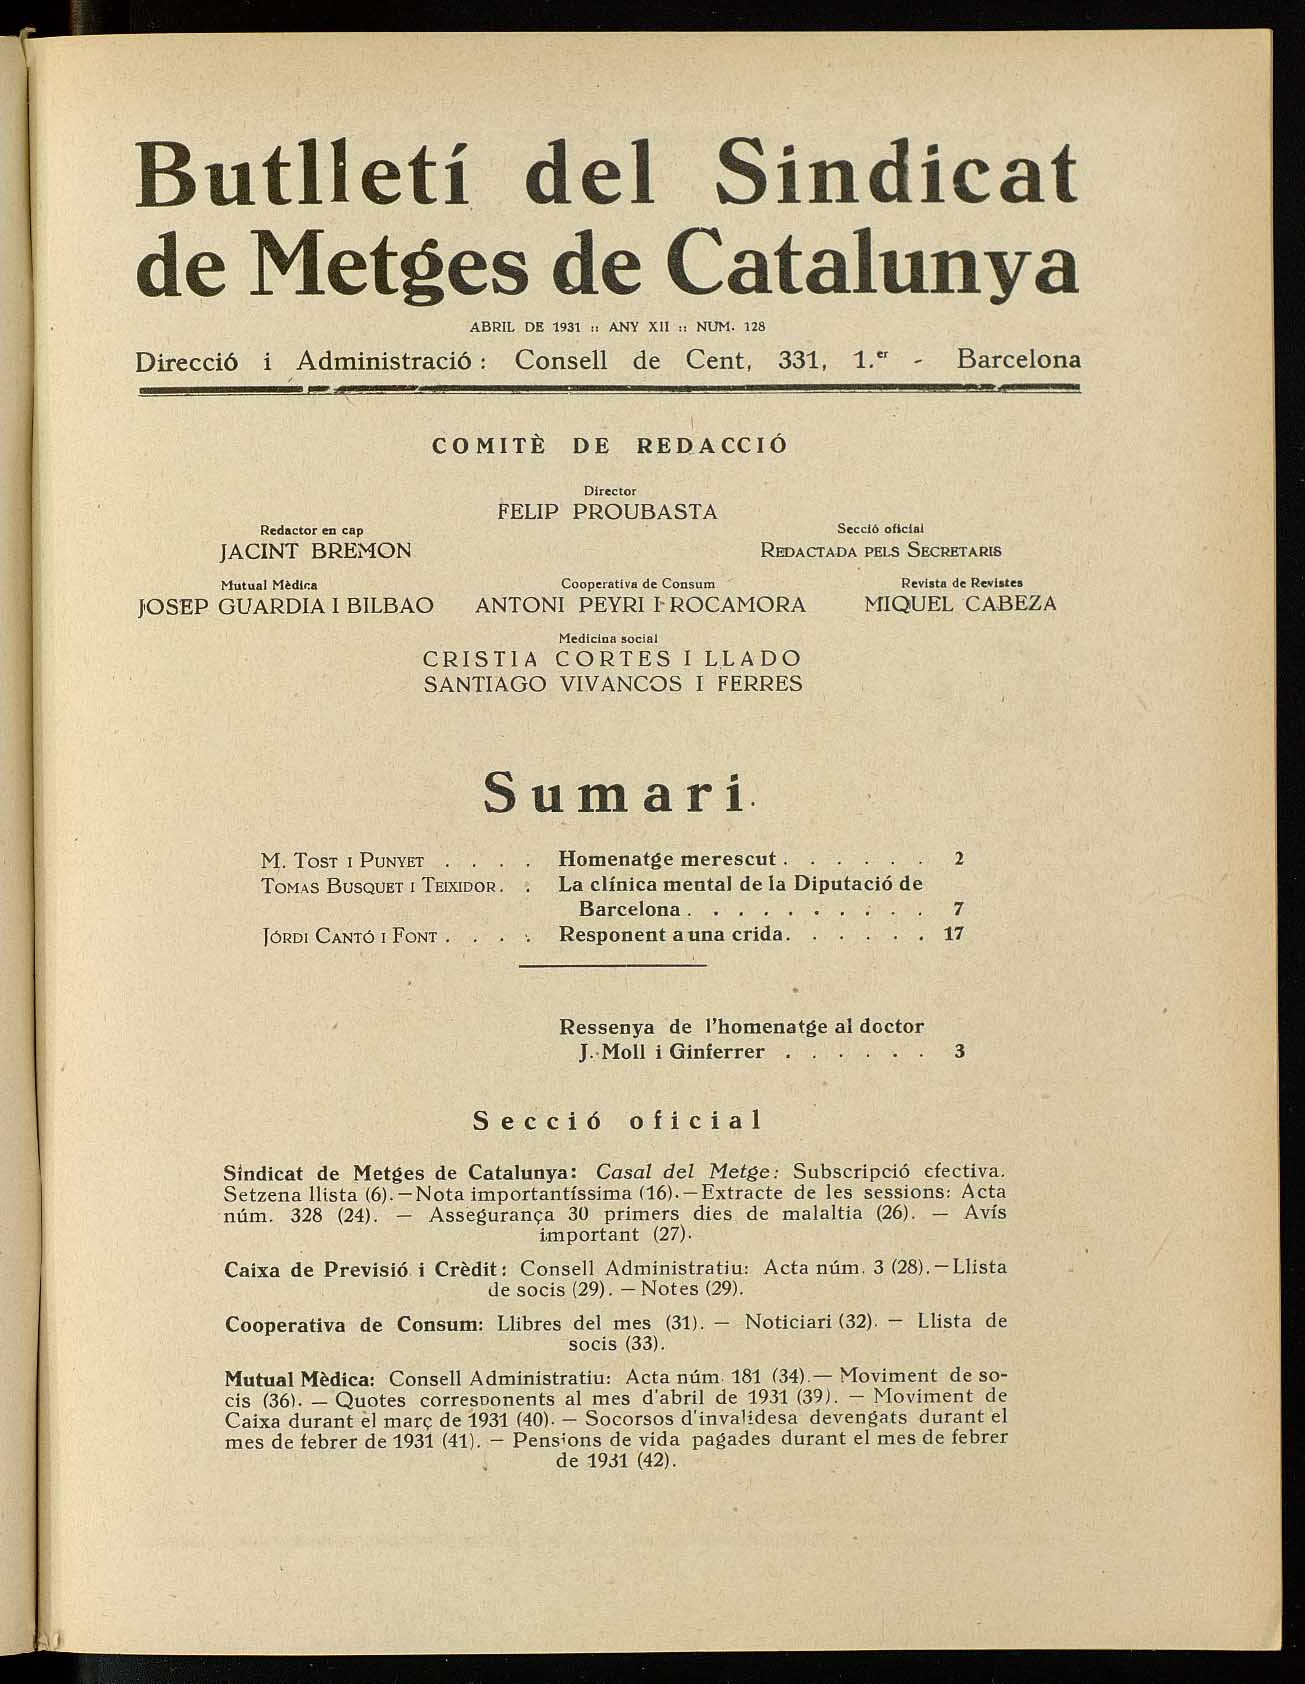 Butlletí del Sindicat
de Metges de Catalunya
ABRIL DE 1931 :: ANY XII :: NUM. 128
Direcció i Administració : Consell de Cent, 331, 1.er - Barcelona
COMITÈ DE REDACCIÓ
Director
FELIP PROUBASTA
Redactor en cap
JACINT BREMON
Secció oficial
REDACTADA PELS SECRETARIS
Mutual Mèdica
JOSEP GUARDIA I BILBAO
Cooperativa de Consum
ANTONI PEYRI I ROCAMORA
Revista de Revistes
MIQUEL CABEZA
Medicina social
CRISTIA CORTES I LLADO
SANTIAGO VIVANCOS I FERRES
Sumari.
M. TOST I PUNYET . . . . Homenatge merescut . . . . . . 2
TOMAS BUSQUET I TEIXIDOR. . La clínica mental de la Diputació de
Barcelona . . . . . . . . . . 7
JÓRDI CANTÓ I FONT . . . . Responent a una crida. . . . . . 17
Ressenya de l'homenatge al doctor
J. Moll i Ginferrer . . . . . . 3
Secció oficial
Sindicat de Metges de Catalunya: Casal del Metge: Subscripció efectiva.
Setzena llista (6). — Nota importantíssima (16). — Extracte de les sessions: Acta
núm. 328 (24). — Assegurança 30 primers dies de malaltia (26). — Avís
important (27).
Caixa de Previsió i Crèdit: Consell Administratiu: Acta núm. 3 (28). — Llista
de socis (29). — Notes (29).
Cooperativa de Consum: Llibres del mes (31). — Noticiari (32). — Llista de
socis (33).
Mutual Mèdica: Consell Administratiu: Acta núm. 181 (34). — Moviment de so-
cis (36). — Quotes corresponents al mes d'abril de 1931 (39). — Moviment de
Caixa durant èl març de 1931 (40). — Socorsos d'invalidesa devengats durant el
mes de febrer de 1931 (41). — Pensions de vida pagades durant el mes de febrer
de 1931 (42).